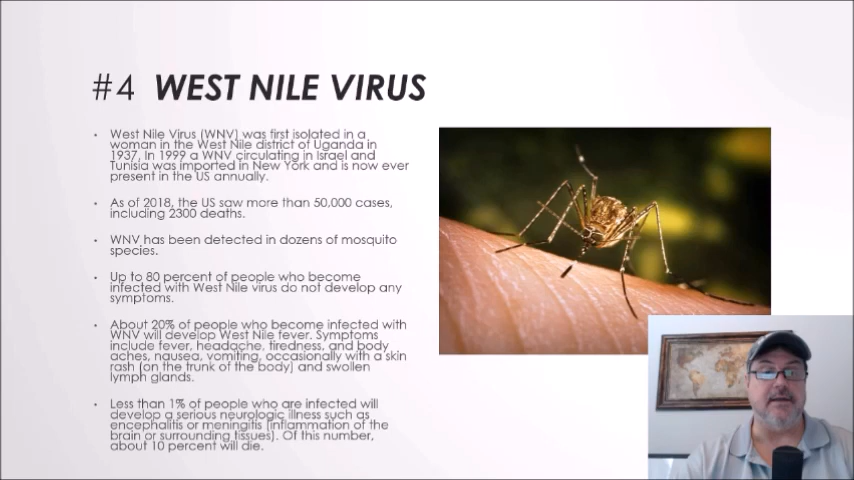 #4 WEST NILE VIRUS
• West Nile Virus (WNV) was first isolated in a
woman in the West Nile district of Uganda in
1937. In 1999 a WNV circulating in Israel and
Tunisia was imported in New York and is now ever
present in the US annually.
• As of 2018, the US saw more than 50,000 cases,
including 2300 deaths.
• WNV has been detected in dozens of mosquito
species.
• Up to 80 percent of people who become
infected with West Nile virus do not develop any
symptoms.
• About 20% of people who become infected with
WNV will develop West Nile fever. Symptoms
include fever, headache, tiredness, and body
aches, nausea, vomiting, occasionally with a skin
rash (on the trunk of the body) and swollen
lymph glands.
• Less than 1% of people who are infected will
develop a serious neurologic illness such as
encephalitis or meningitis (inflammation of the
brain or surrounding tissues). Of this number,
about 10 percent will die.